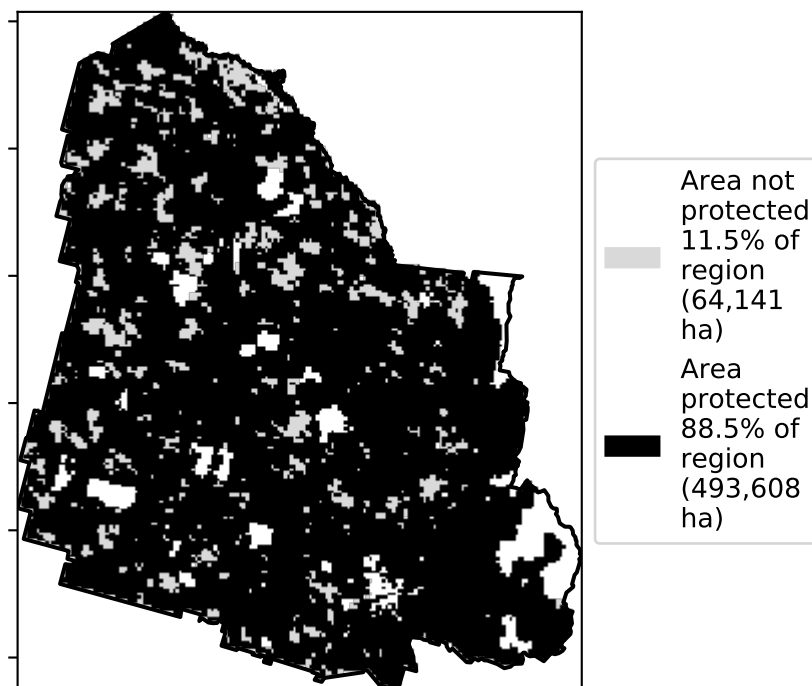 Area not
protected
11.5% of
region
(64,141
ha)
Area
protected
88.5% of
region
(493,608
ha)